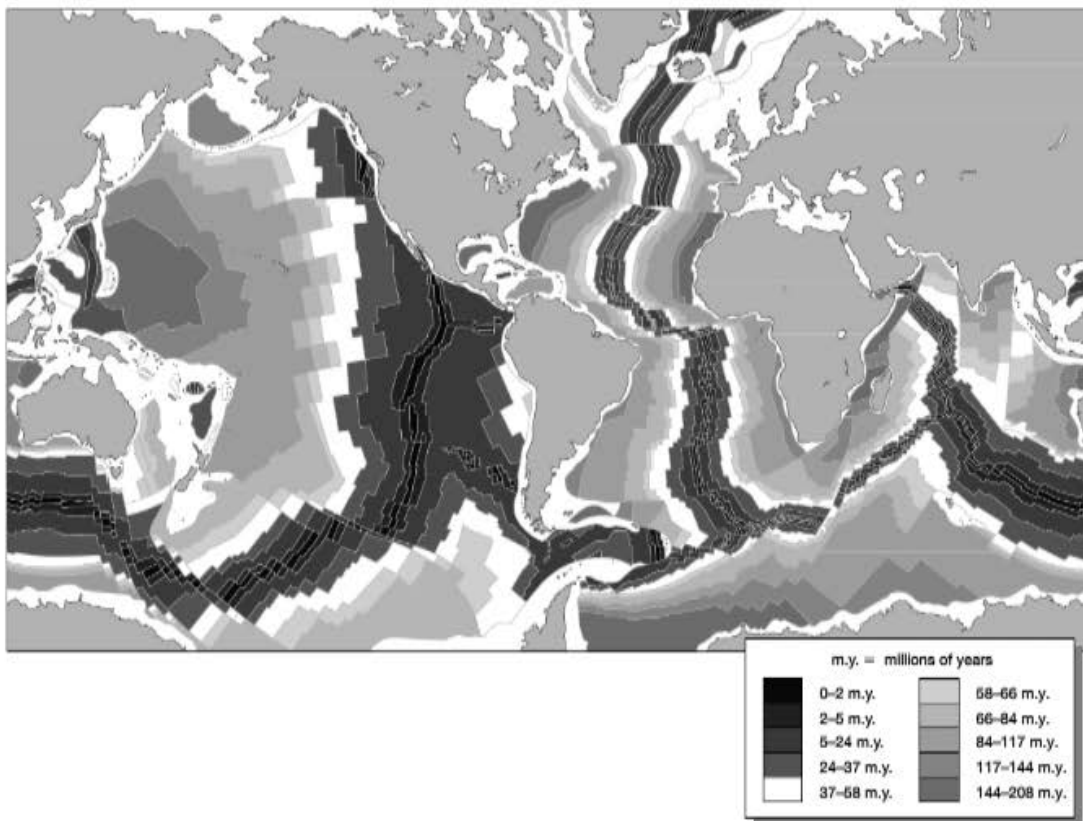 m.y. = millions of years
0–2 m.y.
2–5 m.y.
5–24 m.y.
24–37 m.y.
37–58 m.y.
58–66 m.y.
66–84 m.y.
84–117 m.y.
117–144 m.y.
144–208 m.y.